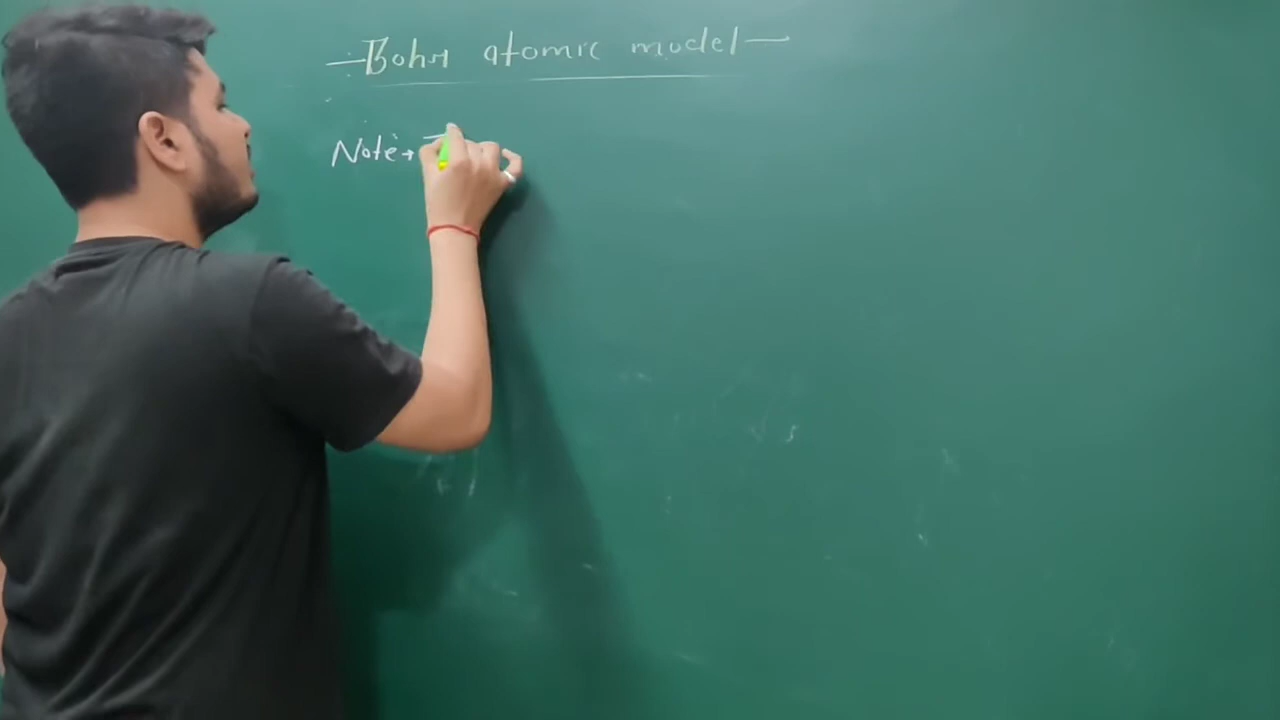 Bohr atomic model
Note →